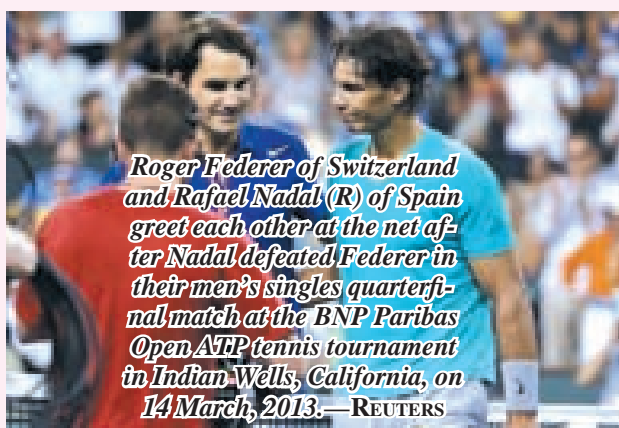 Roger Federer of Switzerland
and Rafael Nadal (R) of Spain
greet each other at the net af-
ter Nadal defeated Federer in
their men’s singles quarterfi-
nal match at the BNP Paribas
Open ATP tennis tournament
in Indian Wells, California, on
14 March, 2013.—REUTERS